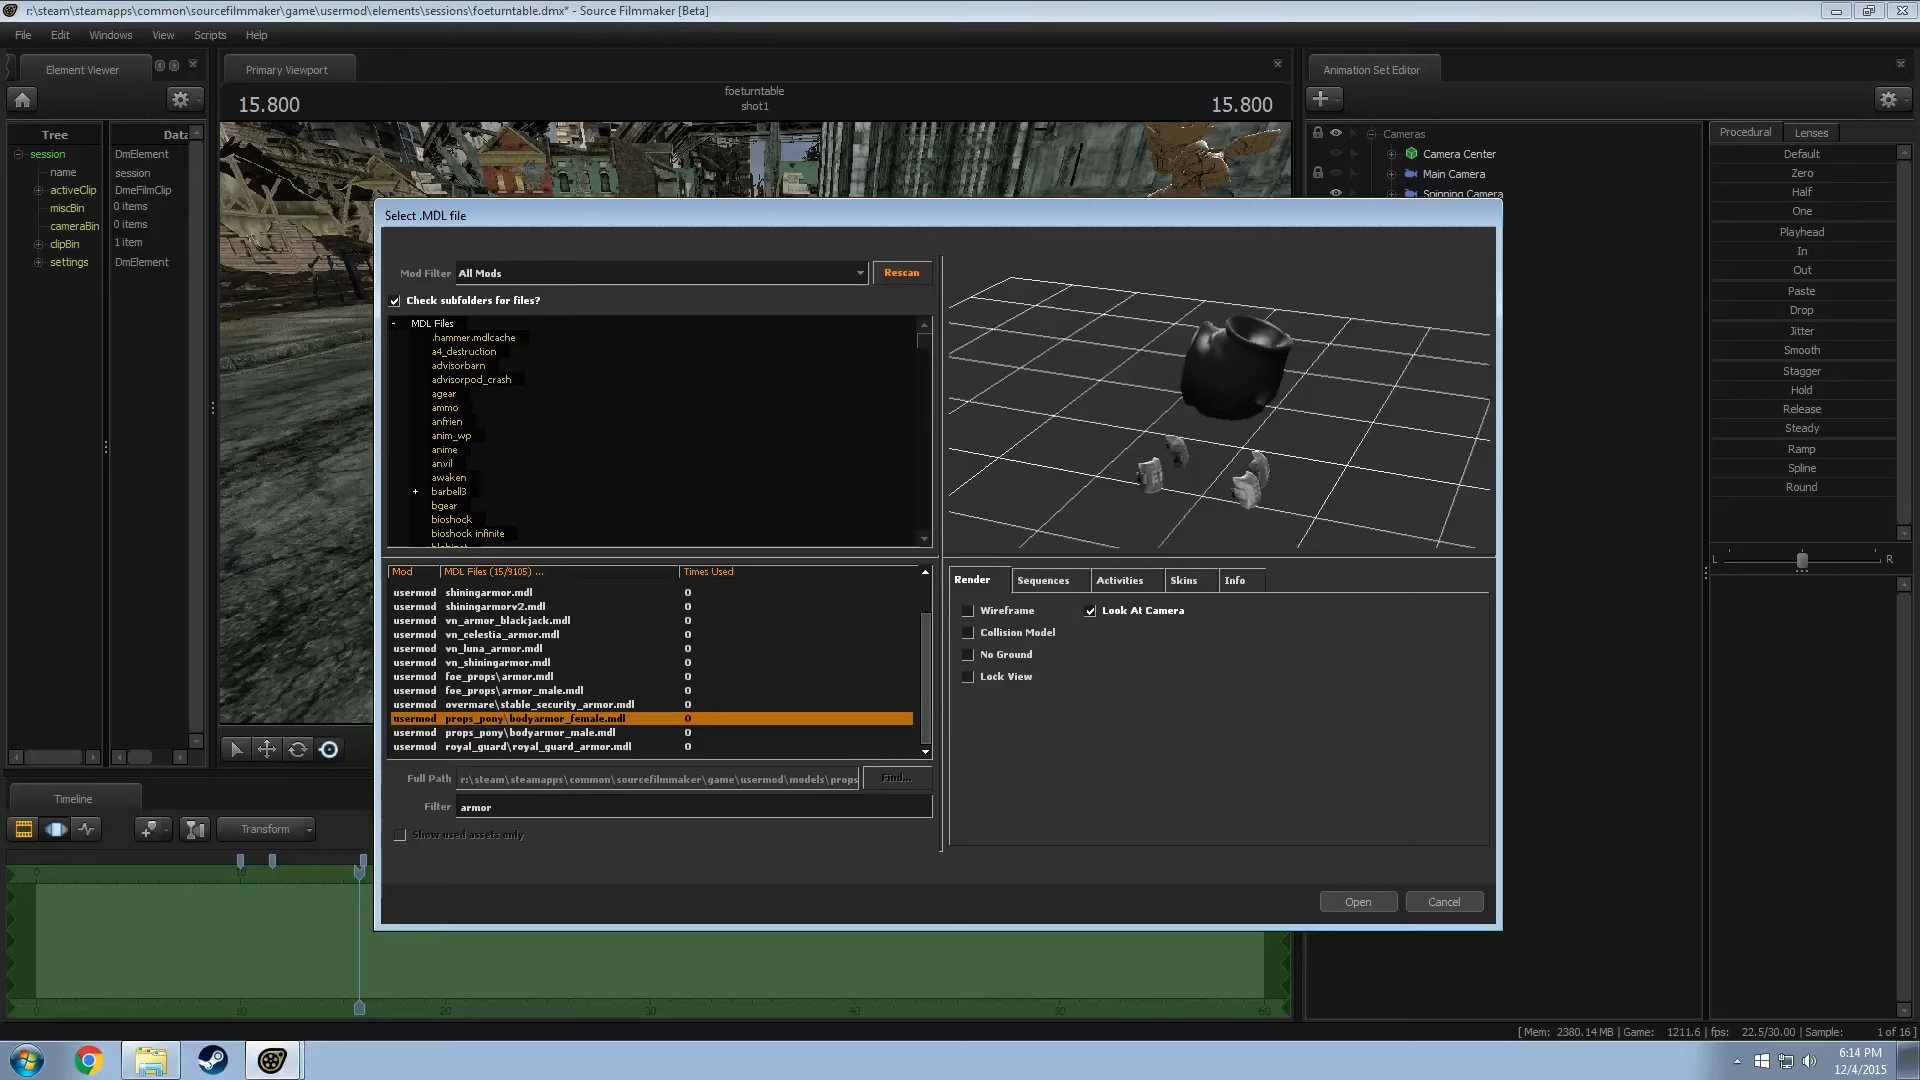 r:\steam\steamapps\common\sourcefilmmaker\game\usermod\elements\sessions\foeturntable.dmx* - Source Filmmaker [Beta]
File Edit Windows View Scripts Help
Element Viewer
Primary Viewport
Animation Set Editor
15.800
foeturntable
shot1
15.800
Tree
Data
session DmElement
name session
activeClip DmeFilmClip
miscBin 0 items
cameraBin 0 items
clipBin 1 item
settings DmElement
Cameras
Camera Center
Main Camera
Spinning Camera
Procedural Lenses
Default
Zero
Half
One
Playhead
In
Out
Paste
Drop
Jitter
Smooth
Stagger
Hold
Release
Steady
Ramp
Spline
Round
L R
Select .MDL file
Mod Filter All Mods Rescan
Check subfolders for files?
- MDL Files
.hammer.mdlcache
a4_destruction
advisorbarn
advisorpod_crash
agear
ammo
anfrien
anim_wp
anime
anvil
awaken
+ barbell3
bgear
bioshock
bioshock infinite
Mod MDL Files (15/9105) ... Times Used
usermod shiningarmor.mdl 0
usermod shiningarmorv2.mdl 0
usermod vn_armor_blackjack.mdl 0
usermod vn_celestia_armor.mdl 0
usermod vn_luna_armor.mdl 0
usermod vn_shiningarmor.mdl 0
usermod foe_props\armor.mdl 0
usermod foe_props\armor_male.mdl 0
usermod overmare\stable_security_armor.mdl 0
usermod props_pony\bodyarmor_female.mdl 0
usermod props_pony\bodyarmor_male.mdl 0
usermod royal_guard\royal_guard_armor.mdl 0
Full Path r:\steam\steamapps\common\sourcefilmmaker\game\usermod\models\props Find...
Filter armor
Show used assets only
Render Sequences Activities Skins Info
Wireframe Look At Camera
Collision Model
No Ground
Lock View
Open Cancel
Timeline
Transform
0 10
0 10 20 30 40 50 60
[ Mem: 2380.14 MB | Game: 1211.6 | fps: 22.5/30.00 | Sample: 1 of 16 ]
6:14 PM
12/4/2015